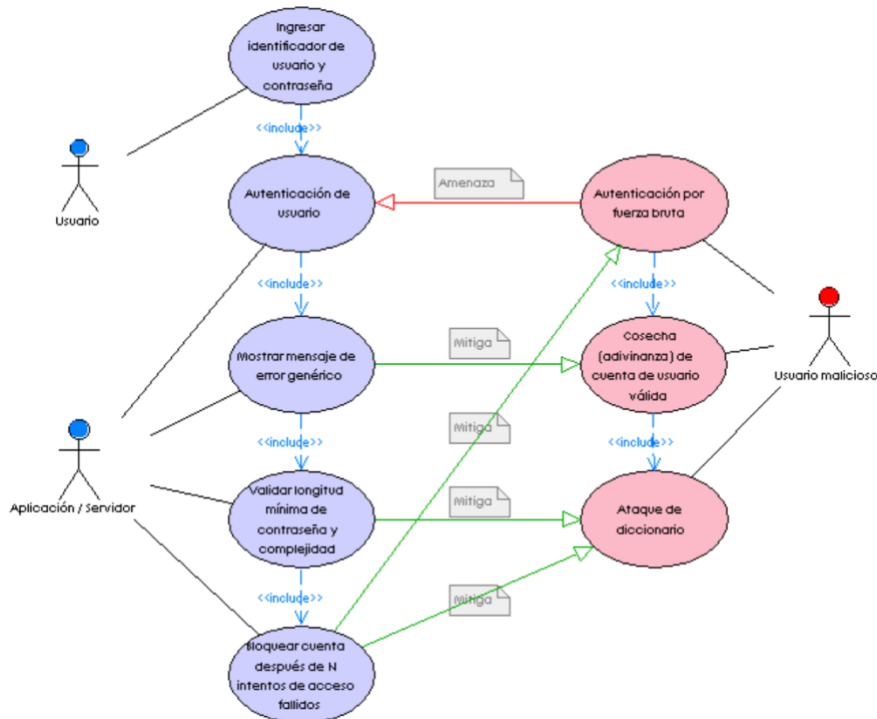 Ingresar
identificador de
usuario y
contraseña
<<include>>
Usuario
Autenticación de
usuario
Amenaza
Autenticación por
fuerza bruta
<<include>>
<<include>>
Mostrar mensaje de
error genérico
Mitiga
Cosecha
(adivinanza) de
cuenta de usuario
válida
Usuario malicioso
<<include>>
Mitiga
<<include>>
Aplicación / Servidor
Validar longitud
mínima de
contraseña y
complejidad
Mitiga
Ataque de
diccionario
<<include>>
Mitiga
Bloquear cuenta
después de N
intentos de acceso
fallidos